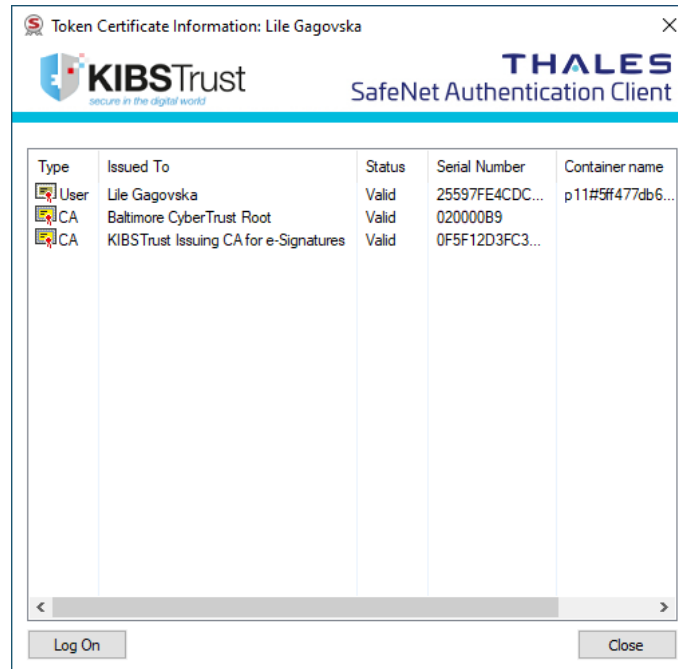 Token Certificate Information: Lile Gagovska
KIBSTrust
secure in the digital world
THALES
SafeNet Authentication Client
Type Issued To Status Serial Number Container name
User Lile Gagovska Valid 25597FE4CDC... p11#5ff477db6...
CA Baltimore CyberTrust Root Valid 020000B9
CA KIBSTrust Issuing CA for e-Signatures Valid 0F5F12D3FC3...
Log On Close